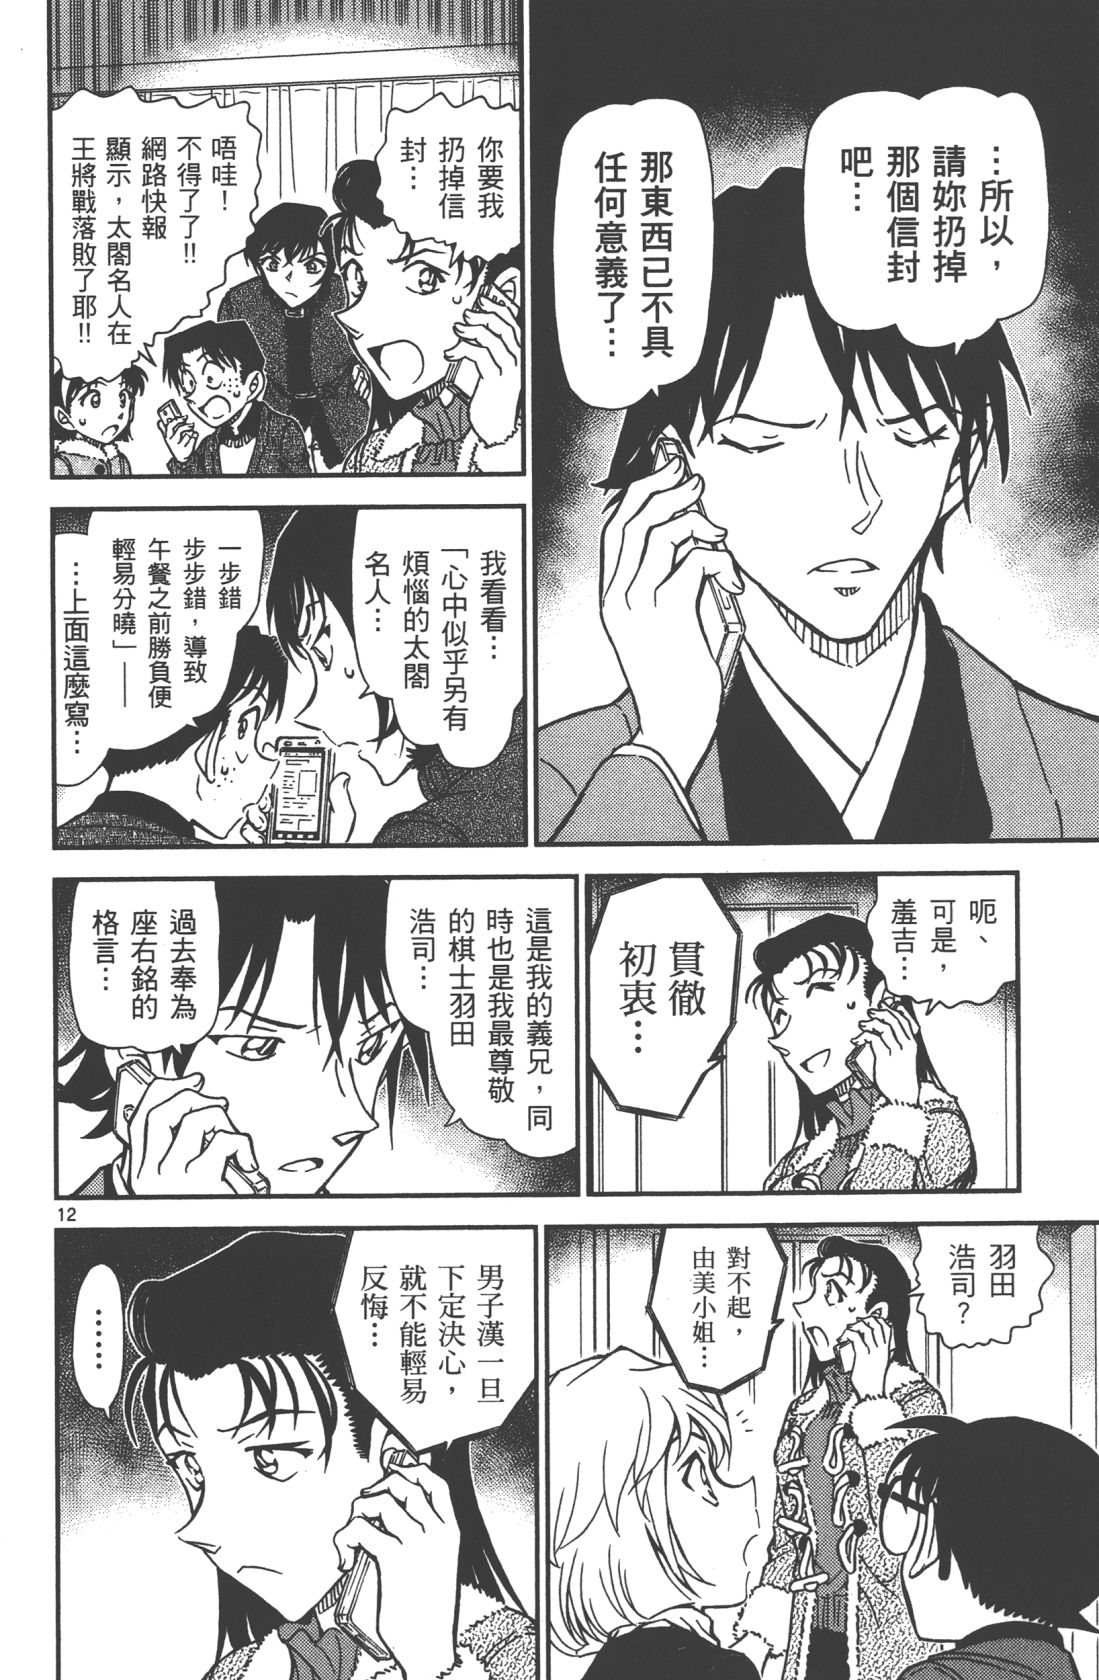 …所以，
請妳扔掉
那個信封
吧…
那東西已不具
任何意義了…
你要我
扔掉信
封…
唔哇！
不得了了!!
網路快報
顯示，太閤名人在
王將戰落敗了耶!!
我看看…
「心中似乎另有
煩惱的太閤
名人…
一步錯
步步錯，導致
午餐之前勝負便
輕易分曉」——
…上面這麼寫…
呃、
可是，
羞吉…
貫徹
初衷…
這是我的義兄，同
時也是我最尊敬
的棋士羽田
浩司…
過去奉為
座右銘的
格言…
羽田
浩司？
對不起，
由美小姐…
男子漢一旦
下定決心，
就不能輕易
反悔…
……
12